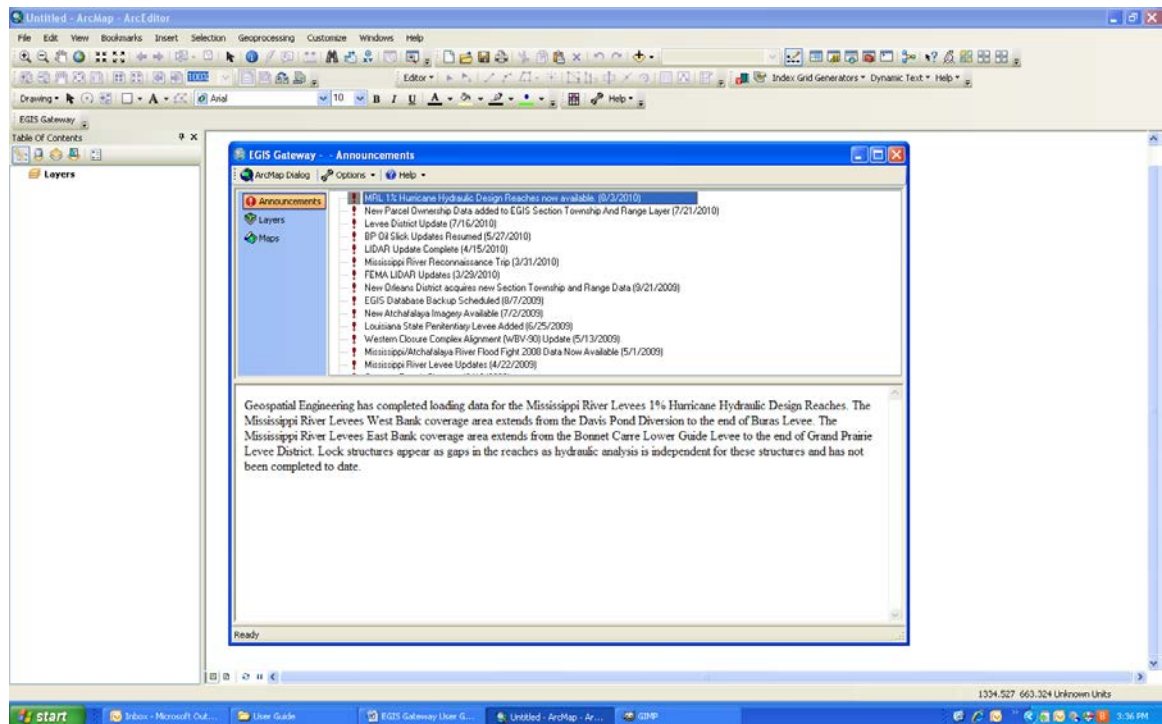 Untitled - ArcMap - ArcEditor
File Edit View Bookmarks Insert Selection Geoprocessing Customize Windows Help
100%
Editor
Index Grid Generators Dynamic Text Help
Drawing A Arial 10 B I U A Help
EGIS Gateway
Table Of Contents
Layers
EGIS Gateway - - Announcements
ArcMap Dialog Options Help
Announcements
Layers
Maps
MRL 1% Hurricane Hydraulic Design Reaches now available. (8/3/2010)
New Parcel Ownership Data added to EGIS Section Township And Range Layer (7/21/2010)
Levee District Update (7/16/2010)
BP Oil Slick Updates Resumed (5/27/2010)
LIDAR Update Complete (4/15/2010)
Mississippi River Reconnaissance Trip (3/31/2010)
FEMA LIDAR Updates (3/29/2010)
New Orleans District acquires new Section Township and Range Data (9/21/2009)
EGIS Database Backup Scheduled (8/7/2009)
New Atchafalaya Imagery Available (7/2/2009)
Louisiana State Penitentiary Levee Added (6/25/2009)
Western Closure Complex Alignment (WBV-90) Update (5/13/2009)
Mississippi/Atchafalaya River Flood Fight 2008 Data Now Available (5/1/2009)
Mississippi River Levee Updates (4/22/2009)
Geospatial Engineering has completed loading data for the Mississippi River Levees 1% Hurricane Hydraulic Design Reaches. The
Mississippi River Levees West Bank coverage area extends from the Davis Pond Diversion to the end of Buras Levee. The
Mississippi River Levees East Bank coverage area extends from the Bonnet Carre Lower Guide Levee to the end of Grand Prairie
Levee District. Lock structures appear as gaps in the reaches as hydraulic analysis is independent for these structures and has not
been completed to date.
Ready
1334.527 663.324 Unknown Units
start Inbox - Microsoft Out... User Guide EGIS Gateway User G... Untitled - ArcMap - Ar... GIMP 3:36 PM